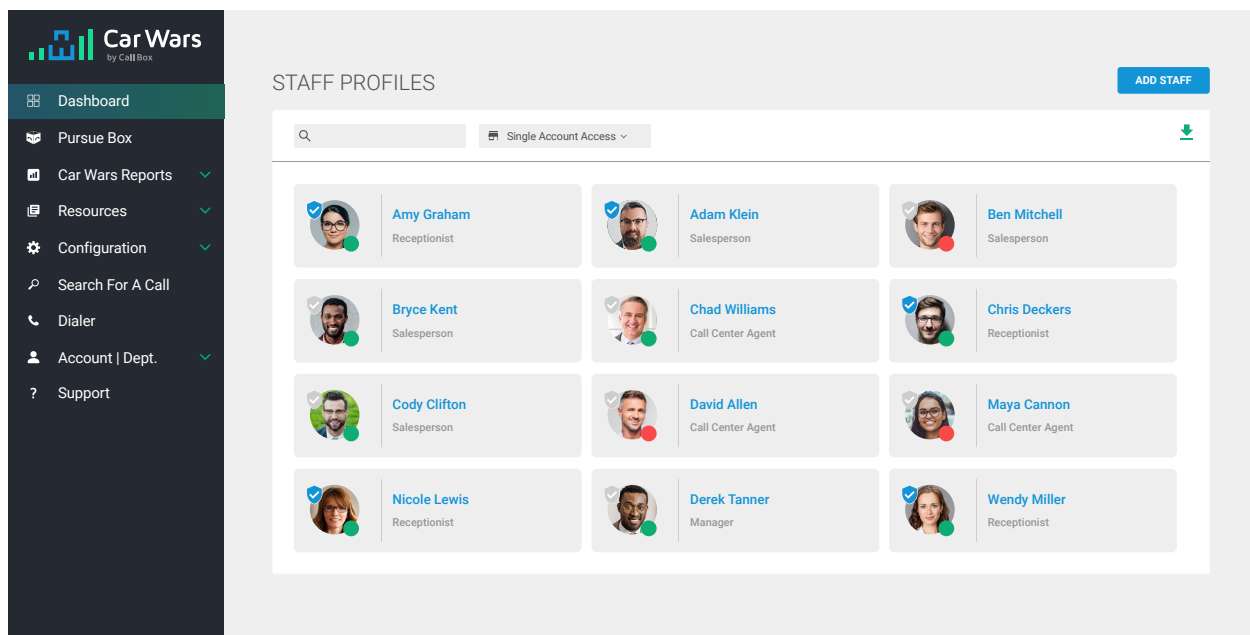 Car Wars
by Call Box
Dashboard
Pursue Box
Car Wars Reports
Resources
Configuration
Search For A Call
Dialer
Account | Dept.
? Support
STAFF PROFILES
ADD STAFF
Single Account Access
Amy Graham
Receptionist
Adam Klein
Salesperson
Ben Mitchell
Salesperson
Bryce Kent
Salesperson
Chad Williams
Call Center Agent
Chris Deckers
Receptionist
Cody Clifton
Salesperson
David Allen
Call Center Agent
Maya Cannon
Call Center Agent
Nicole Lewis
Receptionist
Derek Tanner
Manager
Wendy Miller
Receptionist